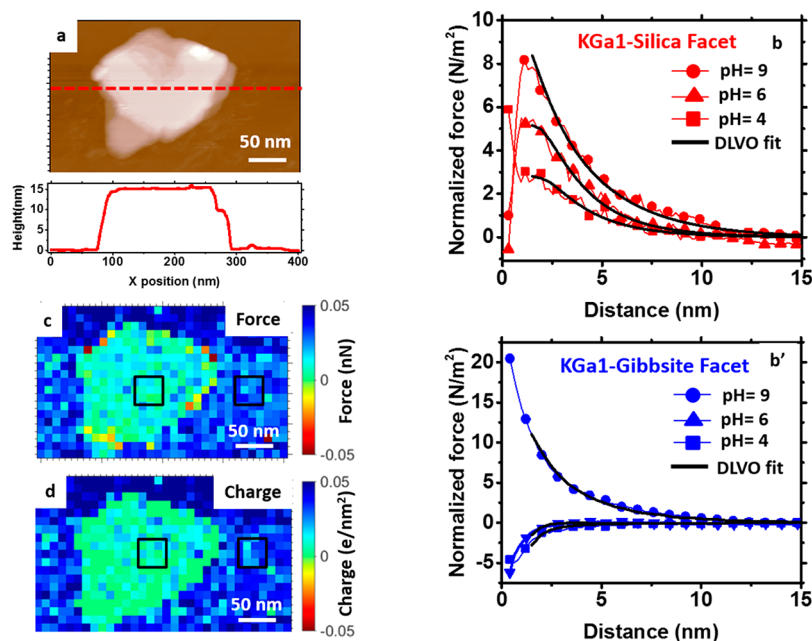 a
50 nm
Height(nm)
15
10
5
0
0 100 200 300 400
X position (nm)
c
Force
50 nm
0.05
0
-0.05
Force (nN)
d
Charge
50 nm
0.05
0
-0.05
Charge (e/nm²)
Normalized force (N/m²)
10
8
6
4
2
0
KGa1-Silica Facet
b
pH= 9
pH= 6
pH= 4
DLVO fit
0 5 10 15
Distance (nm)
Normalized force (N/m²)
20
15
10
5
0
-5
KGa1-Gibbsite Facet
b’
pH= 9
pH= 6
pH= 4
DLVO fit
0 5 10 15
Distance (nm)